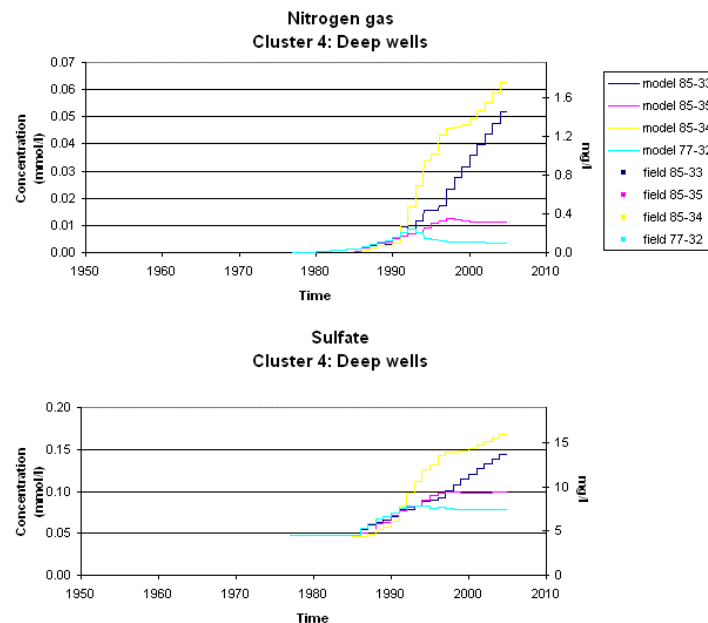 Nitrogen gas
Cluster 4: Deep wells
Concentration
(mmol/l)
0.07
0.06
0.05
0.04
0.03
0.02
0.01
0.00
1.6
1.2
0.8
0.4
0.0
mg/l
1950 1960 1970 1980 1990 2000 2010
Time
model 85-33
model 85-35
model 85-34
model 77-32
field 85-33
field 85-35
field 85-34
field 77-32
Sulfate
Cluster 4: Deep wells
Concentration
(mmol/l)
0.20
0.15
0.10
0.05
0.00
15
10
5
0
mg/l
1950 1960 1970 1980 1990 2000 2010
Time